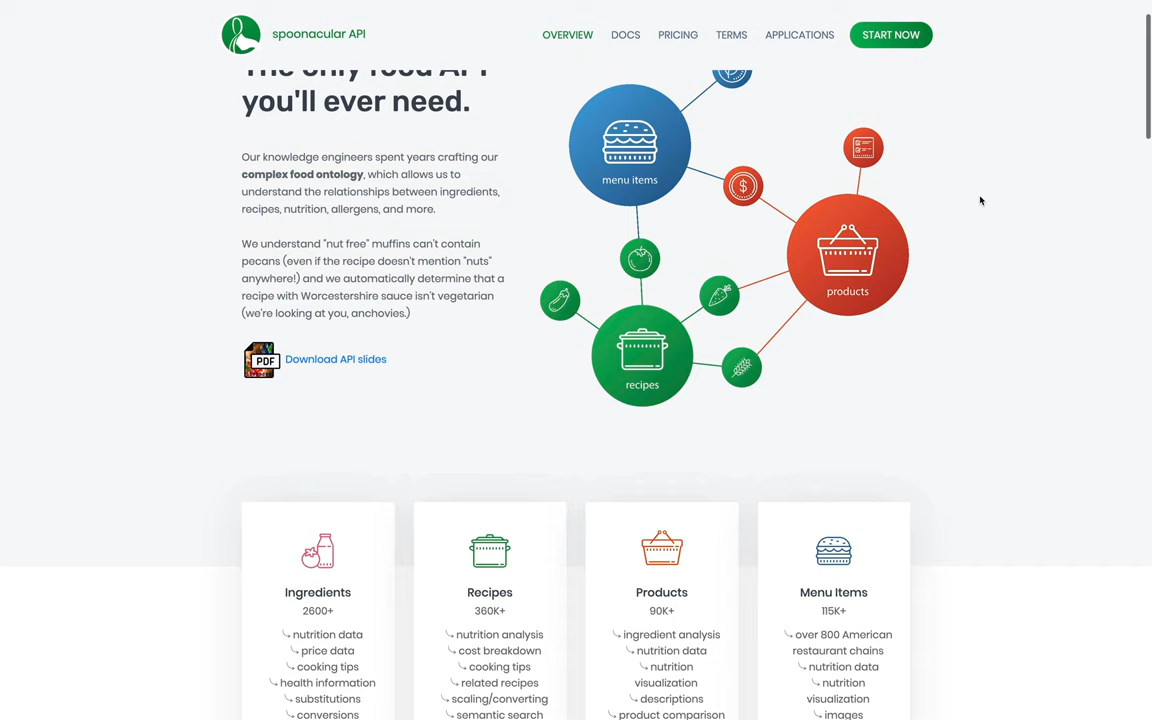 spoonacular API
OVERVIEW DOCS PRICING TERMS APPLICATIONS START NOW
The only food API
you'll ever need.
Our knowledge engineers spent years crafting our
complex food ontology, which allows us to
understand the relationships between ingredients,
recipes, nutrition, allergens, and more.
We understand "nut free" muffins can't contain
pecans (even if the recipe doesn't mention "nuts"
anywhere!) and we automatically determine that a
recipe with Worcestershire sauce isn't vegetarian
(we're looking at you, anchovies.)
PDF
Download API slides
menu items
$
products
recipes
Ingredients
2600+
nutrition data
price data
cooking tips
health information
substitutions
conversions
Recipes
360K+
nutrition analysis
cost breakdown
cooking tips
related recipes
scaling/converting
semantic search
Products
90K+
ingredient analysis
nutrition data
nutrition
visualization
descriptions
product comparison
Menu Items
115K+
over 800 American
restaurant chains
nutrition data
nutrition
visualization
images